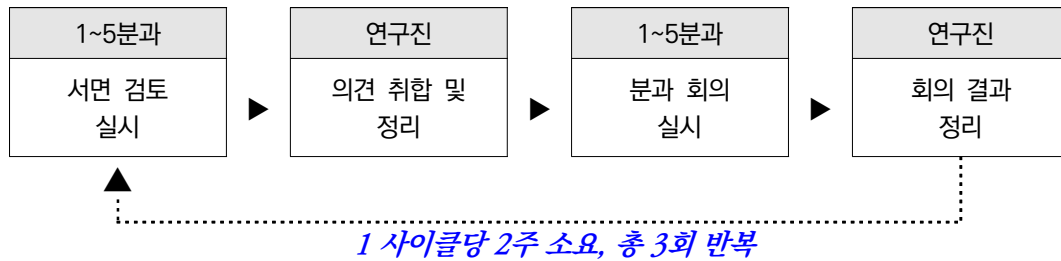 1~5분과
서면 검토
실시
▶
연구진
의견 취합 및
정리
▶
1~5분과
분과 회의
실시
▶
연구진
회의 결과
정리
1 사이클당 2주 소요, 총 3회 반복